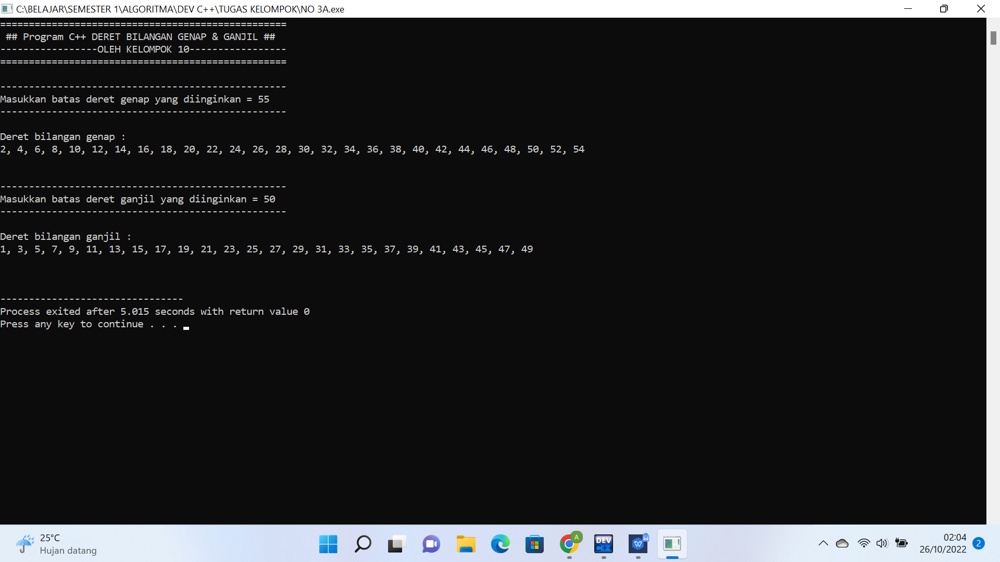 C:\BELAJAR\SEMESTER 1\ALGORITMA\DEV C++\TUGAS KELOMPOK\NO 3A.exe
==================================================
 ## Program C++ DERET BILANGAN GENAP & GANJIL ##
-----------------OLEH KELOMPOK 10-----------------
==================================================
--------------------------------------------------
Masukkan batas deret genap yang diinginkan = 55
--------------------------------------------------
Deret bilangan genap :
2, 4, 6, 8, 10, 12, 14, 16, 18, 20, 22, 24, 26, 28, 30, 32, 34, 36, 38, 40, 42, 44, 46, 48, 50, 52, 54
--------------------------------------------------
Masukkan batas deret ganjil yang diinginkan = 50
--------------------------------------------------
Deret bilangan ganjil :
1, 3, 5, 7, 9, 11, 13, 15, 17, 19, 21, 23, 25, 27, 29, 31, 33, 35, 37, 39, 41, 43, 45, 47, 49
--------------------------------
Process exited after 5.015 seconds with return value 0
Press any key to continue . . .
25°C
Hujan datang
A
DEV
C++
W
W
02:04
26/10/2022
2